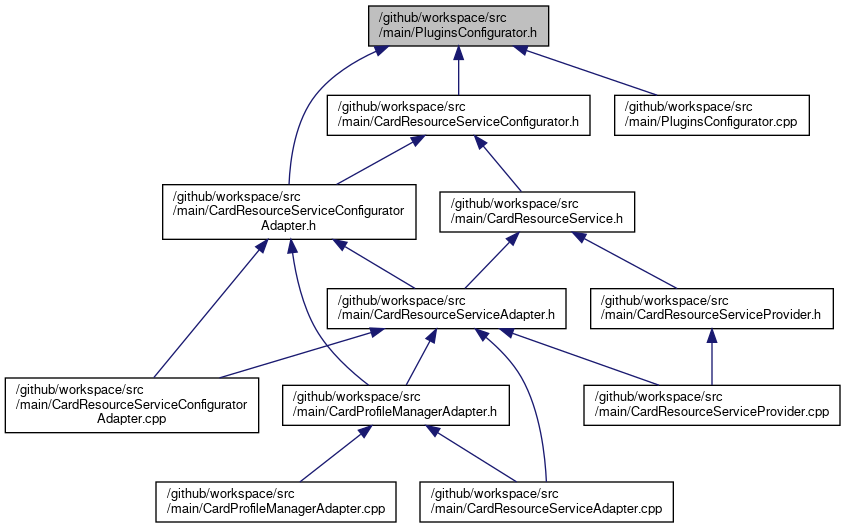 /github/workspace/src
/main/PluginsConfigurator.h
/github/workspace/src
/main/CardResourceServiceConfigurator.h
/github/workspace/src
/main/PluginsConfigurator.cpp
/github/workspace/src
/main/CardResourceServiceConfigurator
Adapter.h
/github/workspace/src
/main/CardResourceService.h
/github/workspace/src
/main/CardResourceServiceAdapter.h
/github/workspace/src
/main/CardResourceServiceProvider.h
/github/workspace/src
/main/CardResourceServiceConfigurator
Adapter.cpp
/github/workspace/src
/main/CardProfileManagerAdapter.h
/github/workspace/src
/main/CardResourceServiceProvider.cpp
/github/workspace/src
/main/CardProfileManagerAdapter.cpp
/github/workspace/src
/main/CardResourceServiceAdapter.cpp